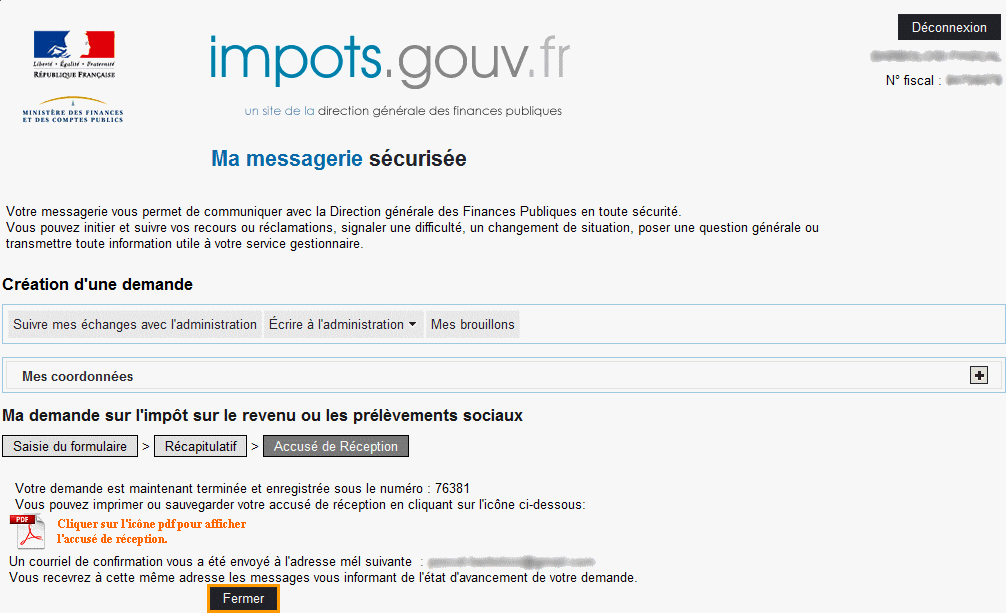 Déconnexion
Liberté • Égalité • Fraternité
RÉPUBLIQUE FRANÇAISE
MINISTÈRE DES FINANCES
ET DES COMPTES PUBLICS
impots.gouv.fr
un site de la direction générale des finances publiques
N° fiscal :
Ma messagerie sécurisée
Votre messagerie vous permet de communiquer avec la Direction générale des Finances Publiques en toute sécurité.
Vous pouvez initier et suivre vos recours ou réclamations, signaler une difficulté, un changement de situation, poser une question générale ou
transmettre toute information utile à votre service gestionnaire.
Création d'une demande
Suivre mes échanges avec l'administration Écrire à l'administration Mes brouillons
Mes coordonnées
Ma demande sur l'impôt sur le revenu ou les prélèvements sociaux
Saisie du formulaire > Récapitulatif > Accusé de Réception
Votre demande est maintenant terminée et enregistrée sous le numéro : 76381
Vous pouvez imprimer ou sauvegarder votre accusé de réception en cliquant sur l'icône ci-dessous:
PDF
Cliquer sur l'icône pdf pour afficher
l'accusé de réception.
Un courriel de confirmation vous a été envoyé à l'adresse mél suivante :
Vous recevrez à cette même adresse les messages vous informant de l'état d'avancement de votre demande.
Fermer